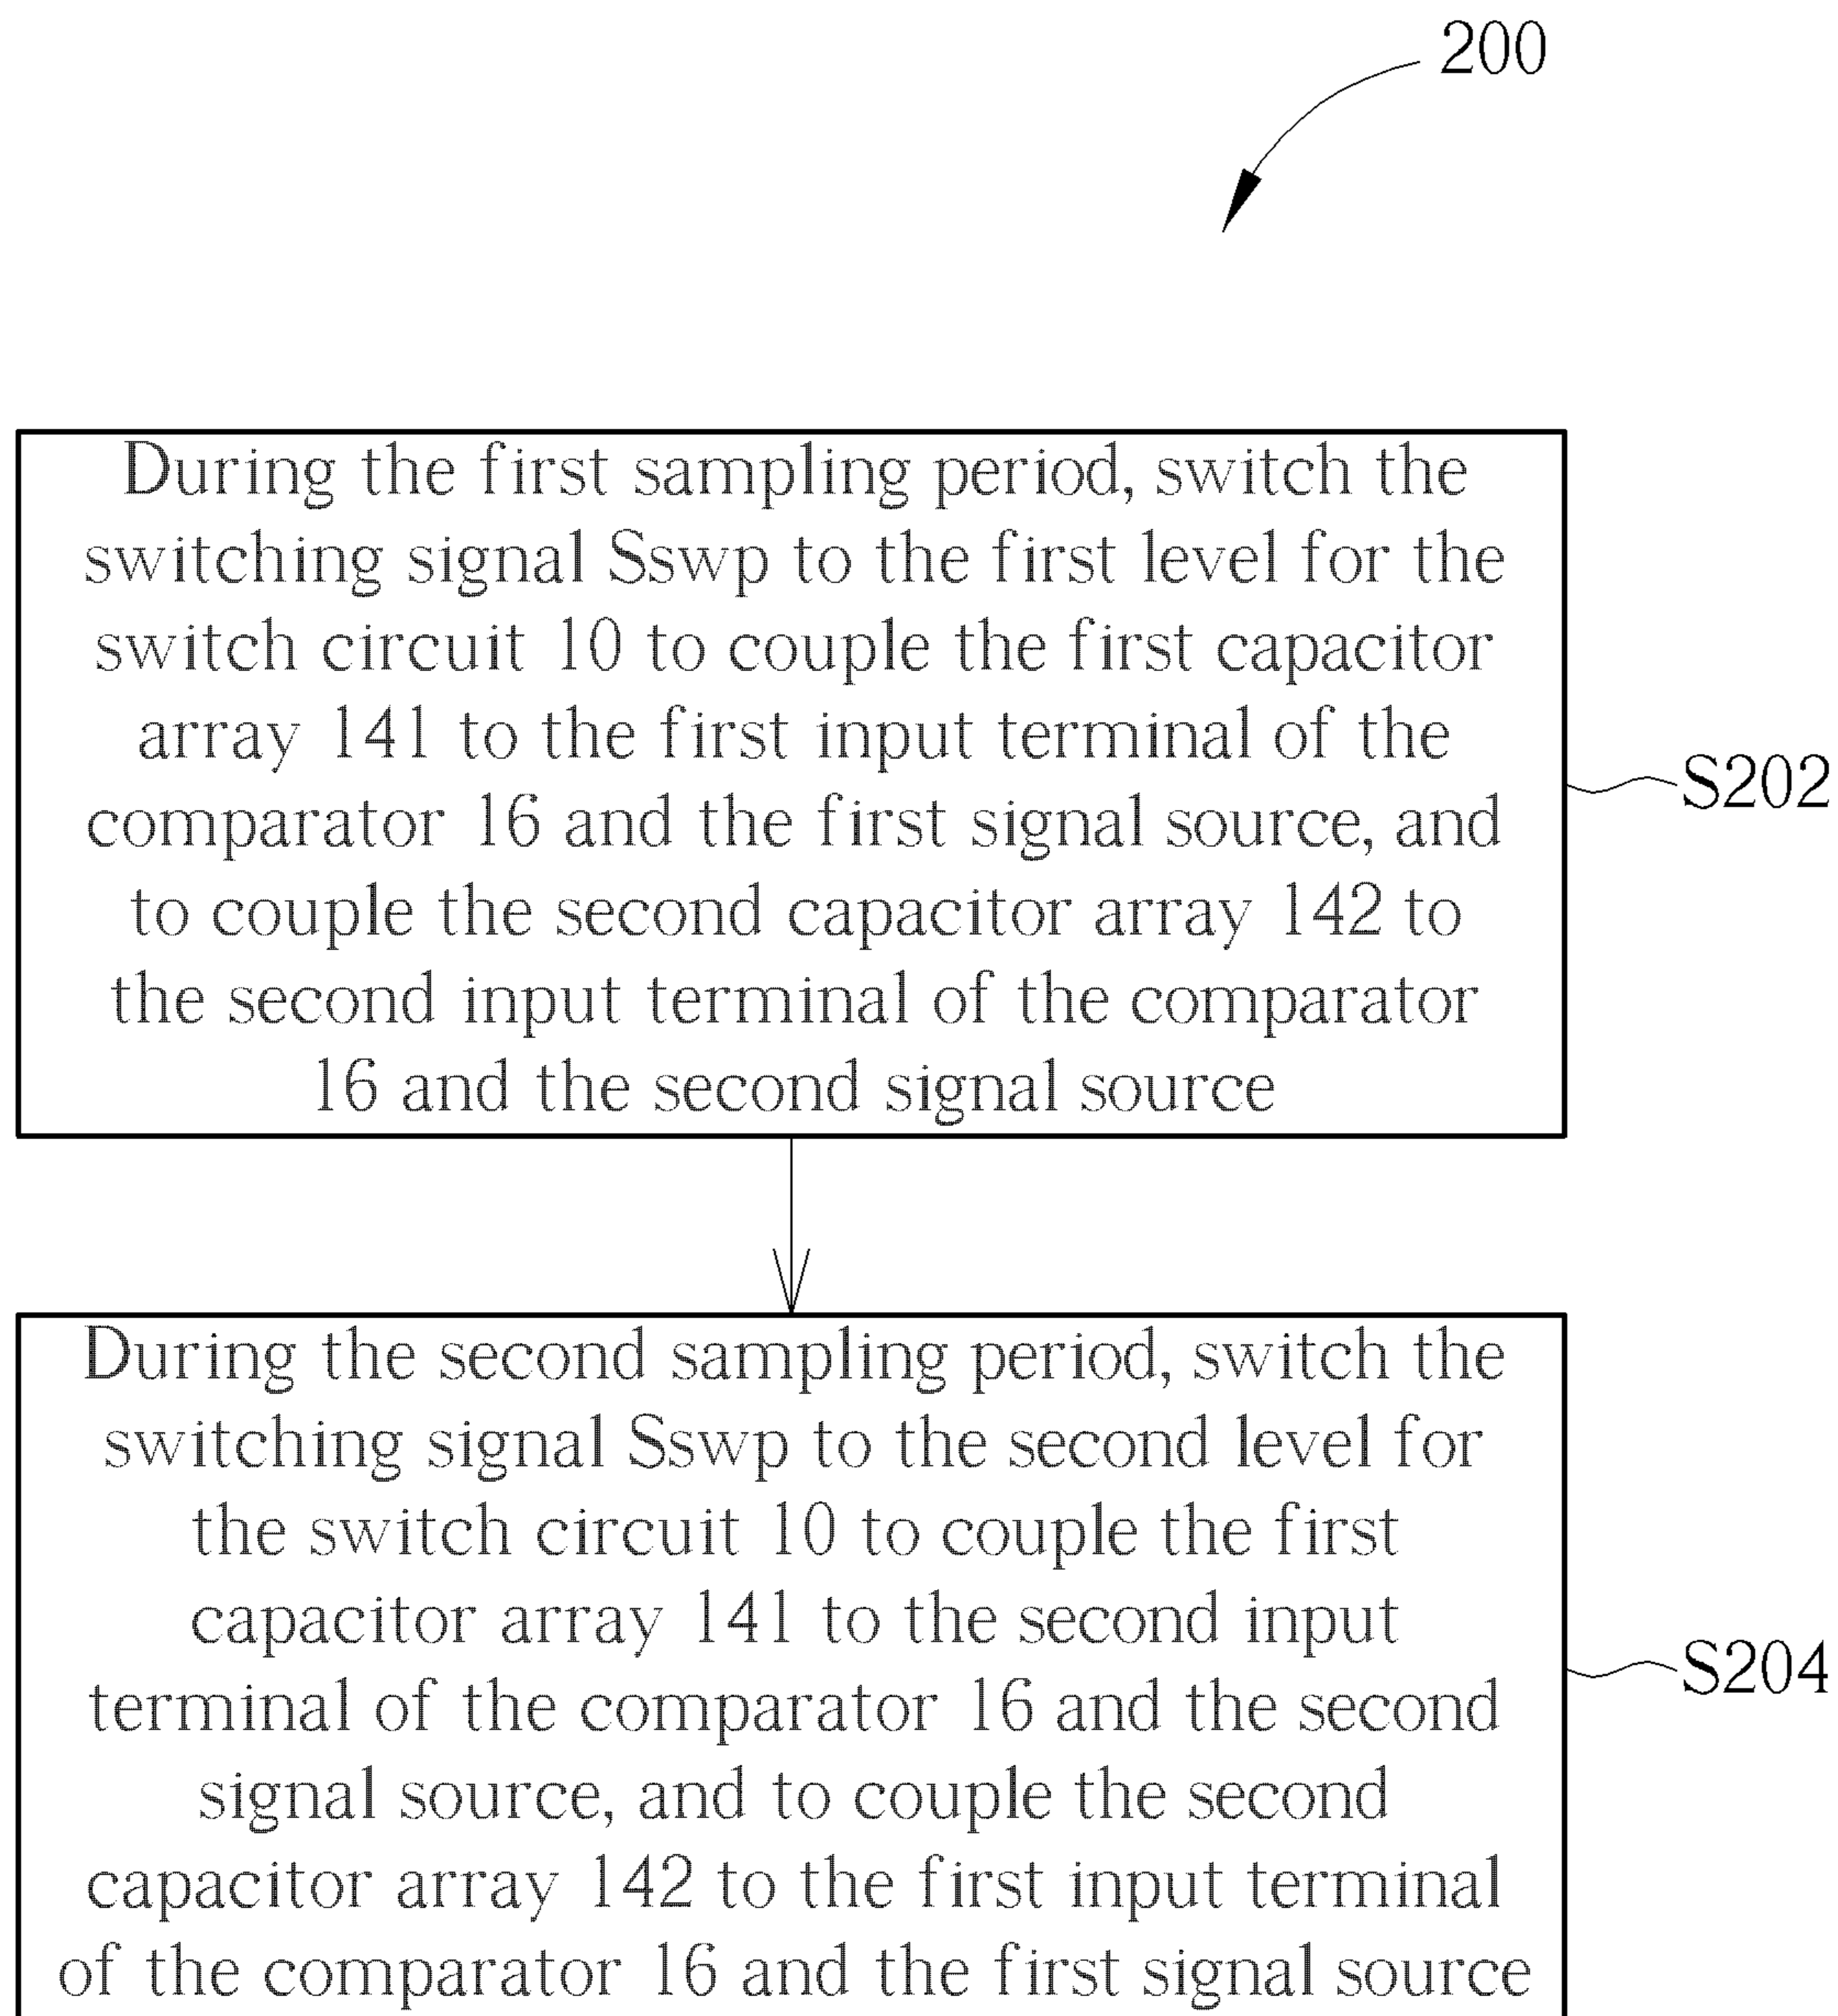 200
During the first sampling period, switch the
switching signal Sswp to the first level for the
switch circuit 10 to couple the first capacitor
array 141 to the first input terminal of the
comparator 16 and the first signal source, and
to couple the second capacitor array 142 to
the second input terminal of the comparator
16 and the second signal source
S202
During the second sampling period, switch the
switching signal Sswp to the second level for
the switch circuit 10 to couple the first
capacitor array 141 to the second input
terminal of the comparator 16 and the second
signal source, and to couple the second
capacitor array 142 to the first input terminal
of the comparator 16 and the first signal source
S204